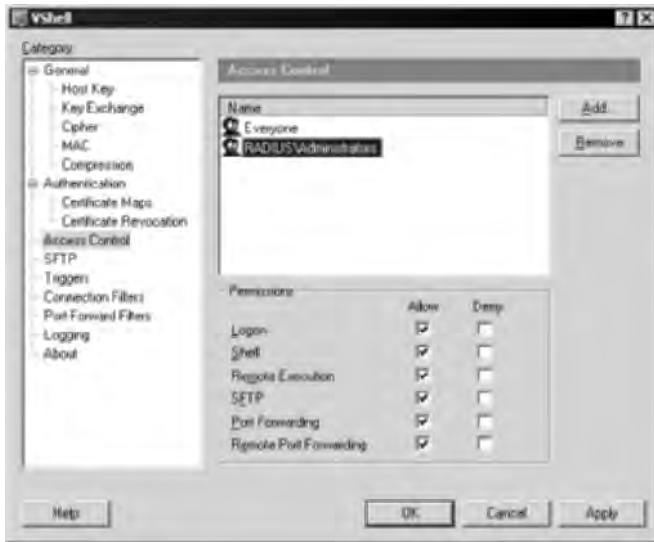 VShell
Category:
General
Host Key
Key Exchange
Cipher
MAC
Compression
Authentication
Certificate Maps
Certificate Revocation
Access Control
SFTP
Triggers
Connection Filters
Port Forward Filters
Logging
About
Access Control
Name
Everyone
RADIUS\Administrators
Add...
Remove
Permissions
Allow Deny
Logon
Shell
Remote Execution
SFTP
Port Forwarding
Remote Port Forwarding
Help
OK
Cancel
Apply